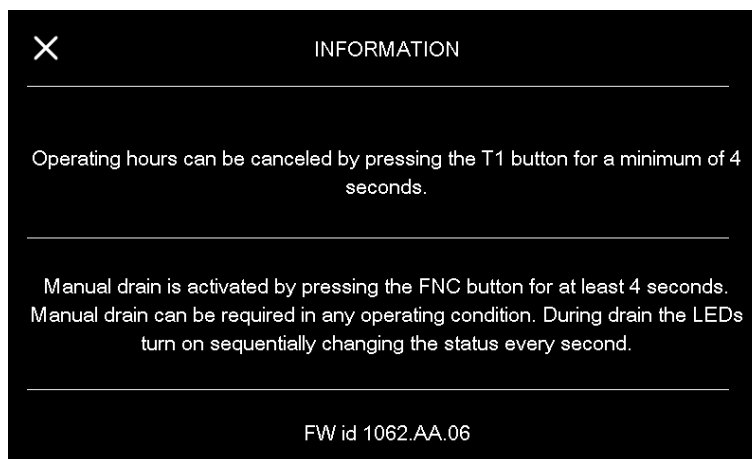 INFORMATION
Operating hours can be canceled by pressing the T1 button for a minimum of 4
seconds.
Manual drain is activated by pressing the FNC button for at least 4 seconds.
Manual drain can be required in any operating condition. During drain the LEDs
turn on sequentially changing the status every second.
FW id 1062.AA.06